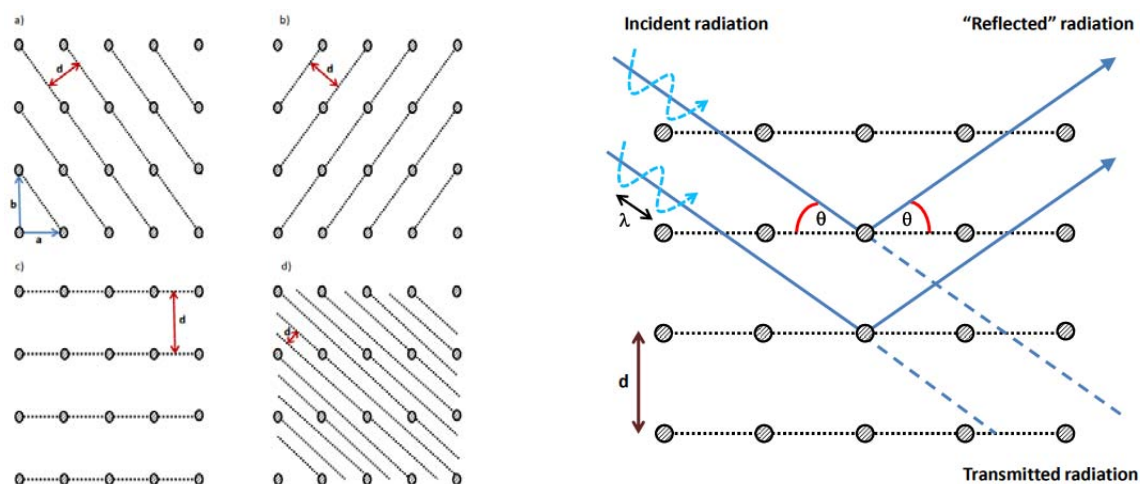 a)
b)
d
d
b
a
c)
d)
d
d
Incident radiation
“Reflected” radiation
λ
θ
θ
d
Transmitted radiation